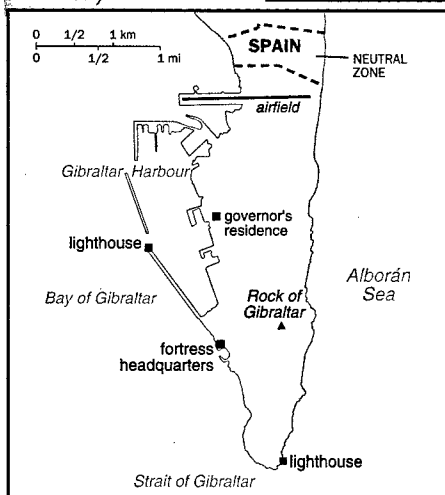 0 1/2 1 km
0 1/2 1 mi
SPAIN
NEUTRAL
ZONE
airfield
Gibraltar Harbour
governor's
residence
lighthouse
Alborán
Sea
Bay of Gibraltar
Rock of
Gibraltar
fortress
headquarters
lighthouse
Strait of Gibraltar